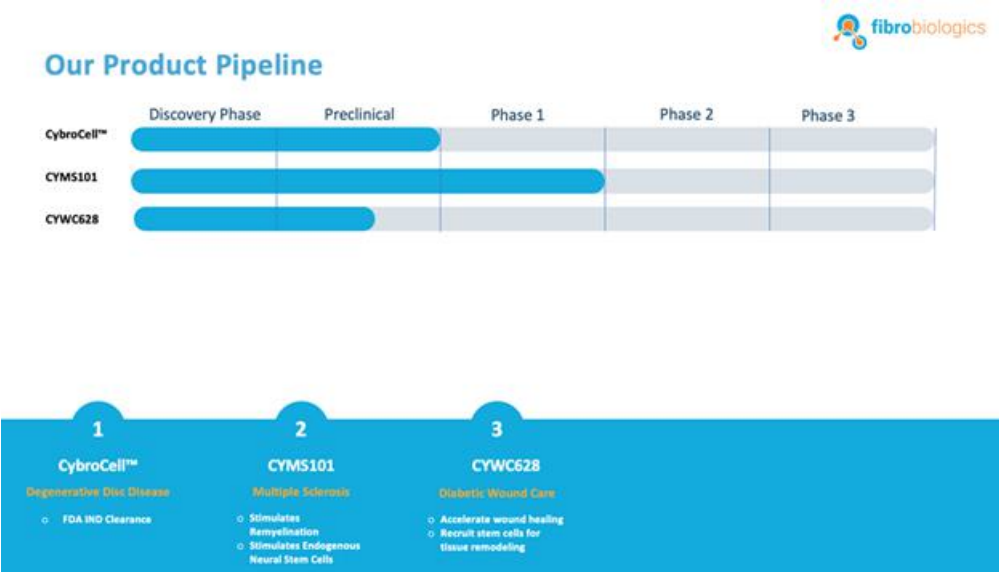 fibrobiologics
Our Product Pipeline
Discovery Phase Preclinical Phase 1 Phase 2 Phase 3
CybroCell™
CYMS101
CYWC628
1
CybroCell™
Degenerative Disc Disease
o FDA IND Clearance
2
CYMS101
Multiple Sclerosis
o Stimulates
Remyelination
o Stimulates Endogenous
Neural Stem Cells
3
CYWC628
Diabetic Wound Care
o Accelerate wound healing
o Recruit stem cells for
tissue remodeling